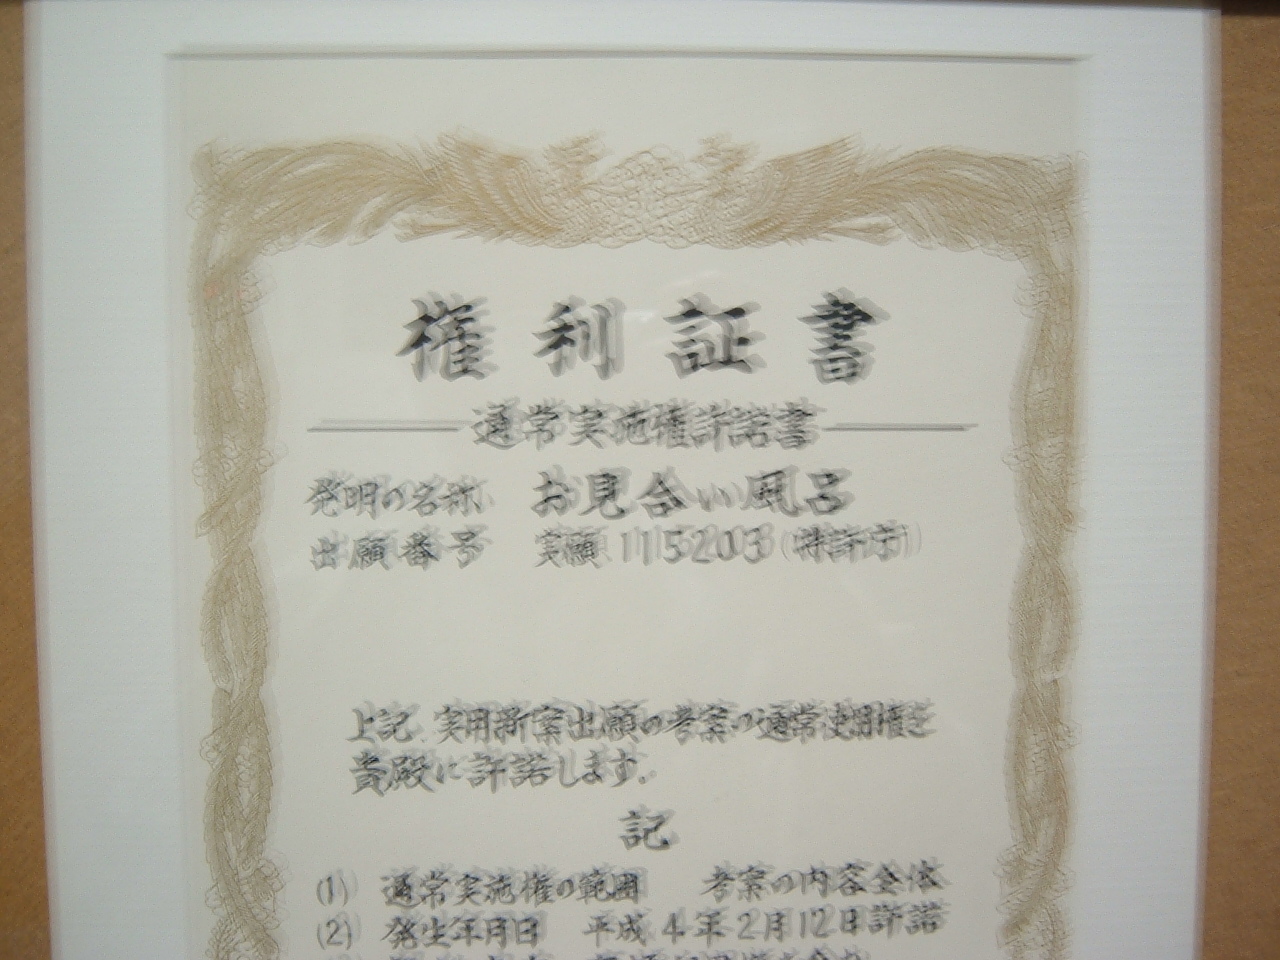 権利証書
通常実施権許諾書
発明の名称 お見合い風呂
出願番号 実願 115203 (特許庁)
上記、実用新案出願の考案の通常使用権を
貴殿に許諾します。
記
(1) 通常実施権の範囲 考案の内容全体
(2) 発生年月日 平成4年2月12日許諾